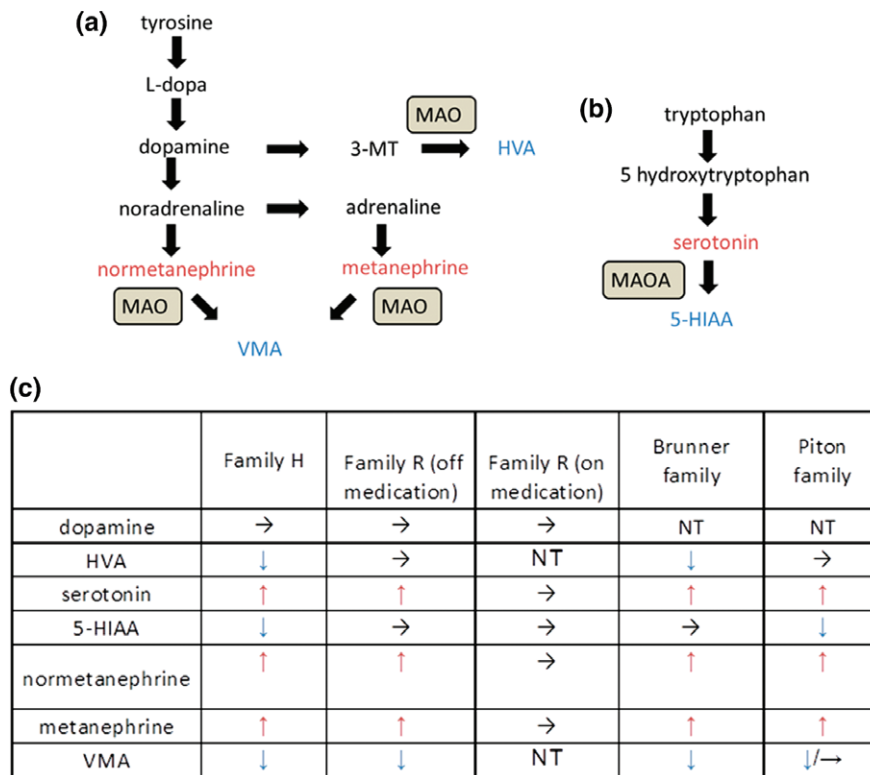 (a)
tyrosine
L-dopa
MAO
dopamine 3-MT HVA
noradrenaline adrenaline
normetanephrine metanephrine
MAO MAO
VMA
(b)
tryptophan
5 hydroxytryptophan
serotonin
MAOA
5-HIAA
(c)
Family H Family R (off medication) Family R (on medication) Brunner family Piton family
dopamine → → → NT NT
HVA ↓ → NT ↓ →
serotonin ↑ ↑ → ↑ ↑
5-HIAA ↓ → → → ↓
normetanephrine ↑ ↑ → ↑ ↑
metanephrine ↑ ↑ → ↑ ↑
VMA ↓ ↓ NT ↓ ↓/→